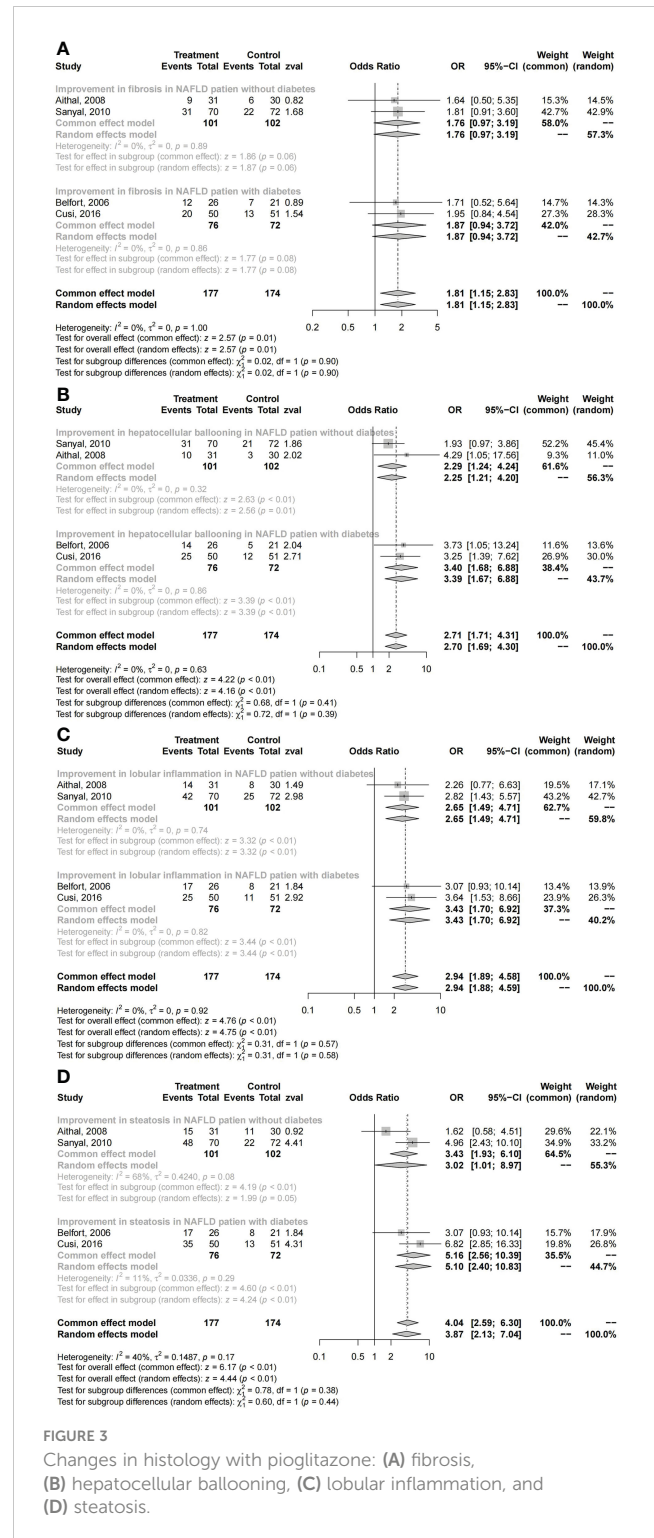 A
Treatment Control Weight Weight
Study Events Total Events Total zval Odds Ratio OR 95%−CI (common) (random)
Improvement in fibrosis in NAFLD patien without diabetes
Aithal, 2008 9 31 6 30 0.82 1.64 [0.50; 5.35] 15.3% 14.5%
Sanyal, 2010 31 70 22 72 1.68 1.81 [0.91; 3.60] 42.7% 42.9%
Common effect model 101 102 1.76 [0.97; 3.19] 58.0% −−
Random effects model 1.76 [0.97; 3.19] −− 57.3%
Heterogeneity: I² = 0%, τ² = 0, p = 0.89
Test for effect in subgroup (common effect): z = 1.86 (p = 0.06)
Test for effect in subgroup (random effects): z = 1.87 (p = 0.06)
Improvement in fibrosis in NAFLD patien with diabetes
Belfort, 2006 12 26 7 21 0.89 1.71 [0.52; 5.64] 14.7% 14.3%
Cusi, 2016 20 50 13 51 1.54 1.95 [0.84; 4.54] 27.3% 28.3%
Common effect model 76 72 1.87 [0.94; 3.72] 42.0% −−
Random effects model 1.87 [0.94; 3.72] −− 42.7%
Heterogeneity: I² = 0%, τ² = 0, p = 0.86
Test for effect in subgroup (common effect): z = 1.77 (p = 0.08)
Test for effect in subgroup (random effects): z = 1.77 (p = 0.08)
Common effect model 177 174 1.81 [1.15; 2.83] 100.0% −−
Random effects model 1.81 [1.15; 2.83] −− 100.0%
Heterogeneity: I² = 0%, τ² = 0, p = 1.00
0.2 0.5 1 2 5
Test for overall effect (common effect): z = 2.57 (p = 0.01)
Test for overall effect (random effects): z = 2.57 (p = 0.01)
Test for subgroup differences (common effect): χ₁² = 0.02, df = 1 (p = 0.90)
Test for subgroup differences (random effects): χ₁² = 0.02, df = 1 (p = 0.90)
B
Treatment Control Weight Weight
Study Events Total Events Total zval Odds Ratio OR 95%−CI (common) (random)
Improvement in hepatocellular ballooning in NAFLD patien without diabetes
Sanyal, 2010 31 70 21 72 1.86 1.93 [0.97; 3.86] 52.2% 45.4%
Aithal, 2008 10 31 3 30 2.02 4.29 [1.05; 17.56] 9.3% 11.0%
Common effect model 101 102 2.29 [1.24; 4.24] 61.6% −−
Random effects model 2.25 [1.21; 4.20] −− 56.3%
Heterogeneity: I² = 0%, τ² = 0, p = 0.32
Test for effect in subgroup (common effect): z = 2.63 (p < 0.01)
Test for effect in subgroup (random effects): z = 2.56 (p = 0.01)
Improvement in hepatocellular ballooning in NAFLD patien with diabetes
Belfort, 2006 14 26 5 21 2.04 3.73 [1.05; 13.24] 11.6% 13.6%
Cusi, 2016 25 50 12 51 2.71 3.25 [1.39; 7.62] 26.9% 30.0%
Common effect model 76 72 3.40 [1.68; 6.88] 38.4% −−
Random effects model 3.39 [1.67; 6.88] −− 43.7%
Heterogeneity: I² = 0%, τ² = 0, p = 0.86
Test for effect in subgroup (common effect): z = 3.39 (p < 0.01)
Test for effect in subgroup (random effects): z = 3.39 (p < 0.01)
Common effect model 177 174 2.71 [1.71; 4.31] 100.0% −−
Random effects model 2.70 [1.69; 4.30] −− 100.0%
Heterogeneity: I² = 0%, τ² = 0, p = 0.63
0.1 0.5 1 2 10
Test for overall effect (common effect): z = 4.22 (p < 0.01)
Test for overall effect (random effects): z = 4.16 (p < 0.01)
Test for subgroup differences (common effect): χ₁² = 0.68, df = 1 (p = 0.41)
Test for subgroup differences (random effects): χ₁² = 0.72, df = 1 (p = 0.39)
C
Treatment Control Weight Weight
Study Events Total Events Total zval Odds Ratio OR 95%−CI (common) (random)
Improvement in lobular inflammation in NAFLD patien without diabetes
Aithal, 2008 14 31 8 30 1.49 2.26 [0.77; 6.63] 19.5% 17.1%
Sanyal, 2010 42 70 25 72 2.98 2.82 [1.43; 5.57] 43.2% 42.7%
Common effect model 101 102 2.65 [1.49; 4.71] 62.7% −−
Random effects model 2.65 [1.49; 4.71] −− 59.8%
Heterogeneity: I² = 0%, τ² = 0, p = 0.74
Test for effect in subgroup (common effect): z = 3.32 (p < 0.01)
Test for effect in subgroup (random effects): z = 3.32 (p < 0.01)
Improvement in lobular inflammation in NAFLD patien with diabetes
Belfort, 2006 17 26 8 21 1.84 3.07 [0.93; 10.14] 13.4% 13.9%
Cusi, 2016 25 50 11 51 2.92 3.64 [1.53; 8.66] 23.9% 26.3%
Common effect model 76 72 3.43 [1.70; 6.92] 37.3% −−
Random effects model 3.43 [1.70; 6.92] −− 40.2%
Heterogeneity: I² = 0%, τ² = 0, p = 0.82
Test for effect in subgroup (common effect): z = 3.44 (p < 0.01)
Test for effect in subgroup (random effects): z = 3.44 (p < 0.01)
Common effect model 177 174 2.94 [1.89; 4.58] 100.0% −−
Random effects model 2.94 [1.88; 4.59] −− 100.0%
Heterogeneity: I² = 0%, τ² = 0, p = 0.92
0.1 0.5 1 2 10
Test for overall effect (common effect): z = 4.76 (p < 0.01)
Test for overall effect (random effects): z = 4.75 (p < 0.01)
Test for subgroup differences (common effect): χ₁² = 0.31, df = 1 (p = 0.57)
Test for subgroup differences (random effects): χ₁² = 0.31, df = 1 (p = 0.58)
D
Treatment Control Weight Weight
Study Events Total Events Total zval Odds Ratio OR 95%−CI (common) (random)
Improvement in steatosis in NAFLD patien without diabetes
Aithal, 2008 15 31 11 30 0.92 1.62 [0.58; 4.51] 29.6% 22.1%
Sanyal, 2010 48 70 22 72 4.41 4.96 [2.43; 10.10] 34.9% 33.2%
Common effect model 101 102 3.43 [1.93; 6.10] 64.5% −−
Random effects model 3.02 [1.01; 8.97] −− 55.3%
Heterogeneity: I² = 68%, τ² = 0.4240, p = 0.08
Test for effect in subgroup (common effect): z = 4.19 (p < 0.01)
Test for effect in subgroup (random effects): z = 1.99 (p = 0.05)
Improvement in steatosis in NAFLD patien with diabetes
Belfort, 2006 17 26 8 21 1.84 3.07 [0.93; 10.14] 15.7% 17.9%
Cusi, 2016 35 50 13 51 4.31 6.82 [2.85; 16.33] 19.8% 26.8%
Common effect model 76 72 5.16 [2.56; 10.39] 35.5% −−
Random effects model 5.10 [2.40; 10.83] −− 44.7%
Heterogeneity: I² = 11%, τ² = 0.0336, p = 0.29
Test for effect in subgroup (common effect): z = 4.60 (p < 0.01)
Test for effect in subgroup (random effects): z = 4.24 (p < 0.01)
Common effect model 177 174 4.04 [2.59; 6.30] 100.0% −−
Random effects model 3.87 [2.13; 7.04] −− 100.0%
Heterogeneity: I² = 40%, τ² = 0.1487, p = 0.17
0.1 0.5 1 2 10
Test for overall effect (common effect): z = 6.17 (p < 0.01)
Test for overall effect (random effects): z = 4.44 (p < 0.01)
Test for subgroup differences (common effect): χ₁² = 0.78, df = 1 (p = 0.38)
Test for subgroup differences (random effects): χ₁² = 0.60, df = 1 (p = 0.44)
FIGURE 3
Changes in histology with pioglitazone: (A) fibrosis,
(B) hepatocellular ballooning, (C) lobular inflammation, and
(D) steatosis.